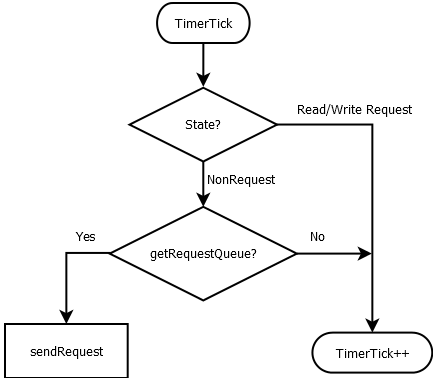 TimerTick
State?
Read/Write Request
NonRequest
Yes
getRequestQueue?
No
sendRequest
TimerTick++